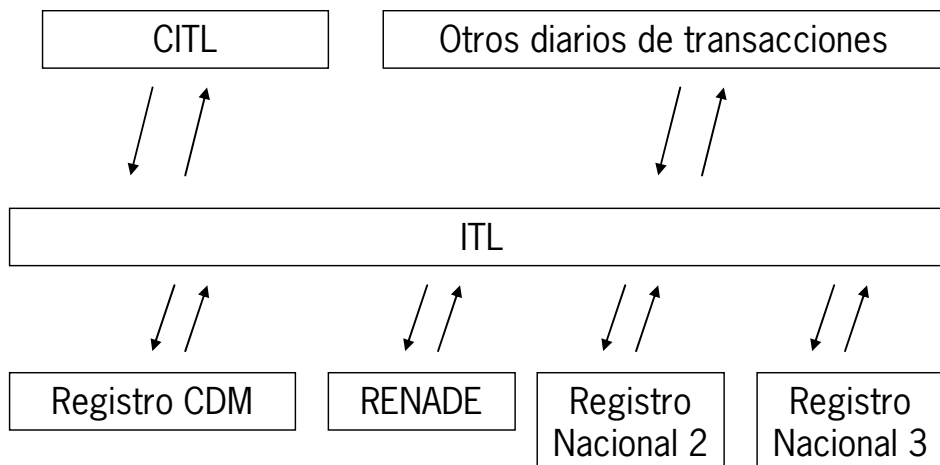 CITL
Otros diarios de transacciones
ITL
Registro CDM
RENADE
Registro
Nacional 2
Registro
Nacional 3